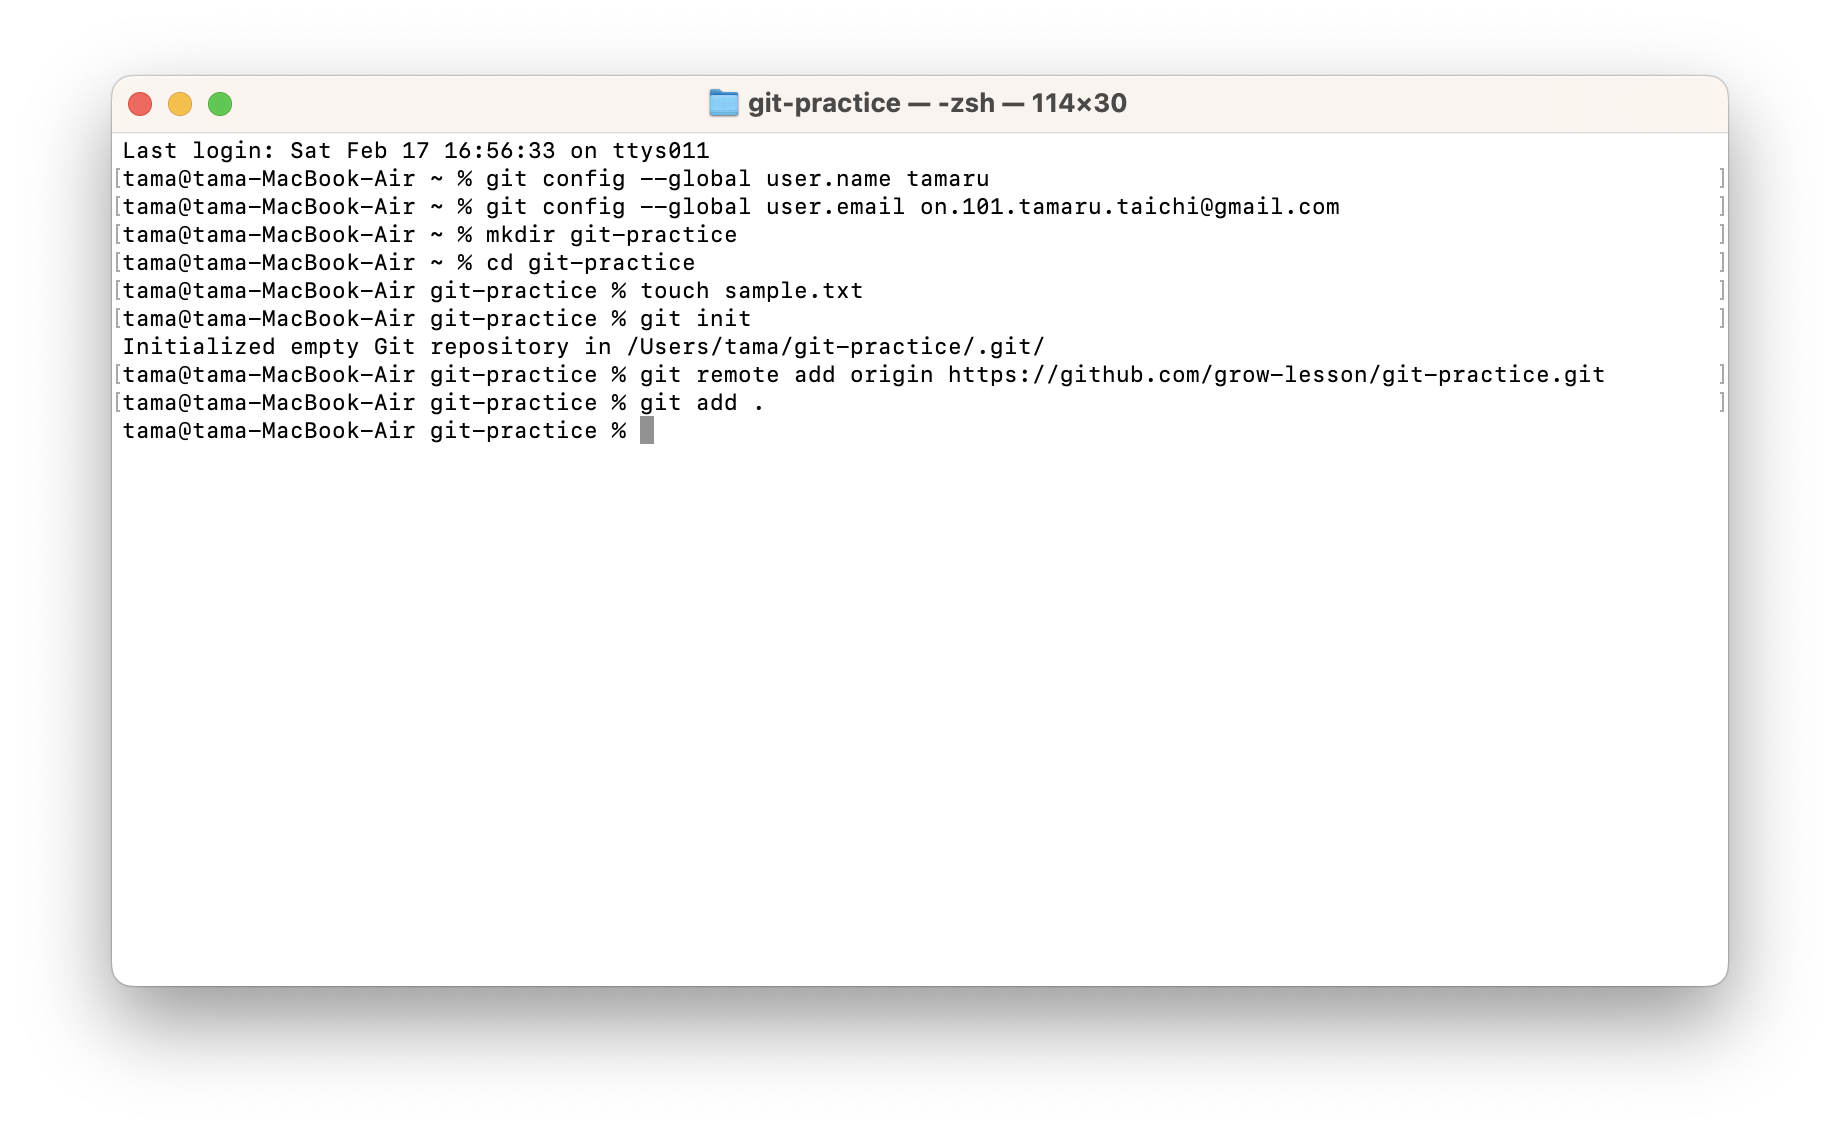 git-practice — -zsh — 114×30
Last login: Sat Feb 17 16:56:33 on ttys011
[tama@tama-MacBook-Air ~ % git config --global user.name tamaru ]
[tama@tama-MacBook-Air ~ % git config --global user.email on.101.tamaru.taichi@gmail.com ]
[tama@tama-MacBook-Air ~ % mkdir git-practice ]
[tama@tama-MacBook-Air ~ % cd git-practice ]
[tama@tama-MacBook-Air git-practice % touch sample.txt ]
[tama@tama-MacBook-Air git-practice % git init ]
Initialized empty Git repository in /Users/tama/git-practice/.git/
[tama@tama-MacBook-Air git-practice % git remote add origin https://github.com/grow-lesson/git-practice.git ]
[tama@tama-MacBook-Air git-practice % git add . ]
tama@tama-MacBook-Air git-practice %